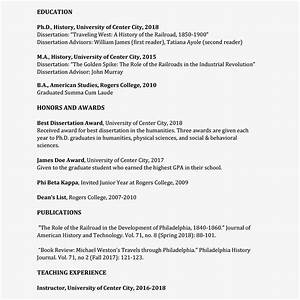 EDUCATION
Ph.D., History, University of Center City, 2018
Dissertation: "Traveling West: A History of the Railroad, 1850-1900"
Dissertation Advisors: William James (first reader), Tatiana Ayole (second reader)
M.A., History, University of Center City, 2015
Dissertation: "The Golden Spike: The Role of the Railroads in the Industrial Revolution"
Dissertation Advisor: John Murray
B.A., American Studies, Rogers College, 2010
Graduated Summa Cum Laude
HONORS AND AWARDS
Best Dissertation Award, University of Center City, 2018
Received award for best dissertation in the humanities. Three awards are given, one each
year to Ph.D. graduates in physical sciences, humanities, and social sciences.
James Doe Award, University of Center City, 2017
Given to the graduate student who earned the highest GPA in their school.
Phi Beta Kappa, Invited Junior Year at Rogers College, 2009
Dean's List, Rogers College, 2007-2010
PUBLICATIONS
"The Role of the Railroad in the Development of Philadelphia, 1840-1860." Journal of
American History and Technology. Vol. 71, no. 8 (Spring 2018): 88-101.
"Book Review: Michael Weston's Travels through Philadelphia." Philadelphia History
Journal. Vol. 71, no 2 (Fall 2017): 121-123.
TEACHING EXPERIENCE
Instructor, University of Center City, 2016-2018